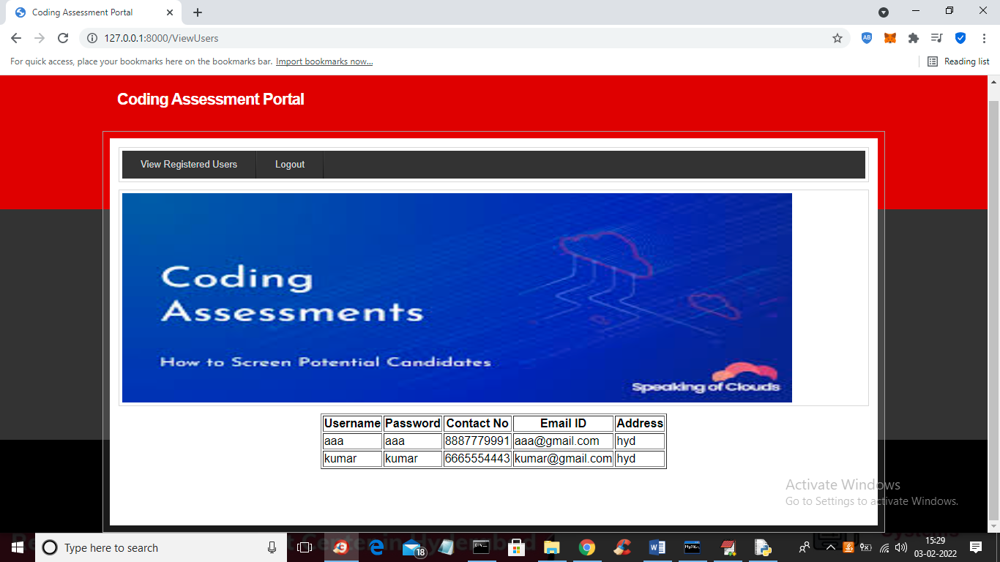 Coding Assessment Portal
127.0.0.1:8000/ViewUsers
For quick access, place your bookmarks here on the bookmarks bar. Import bookmarks now...
Reading list
Coding Assessment Portal
View Registered Users Logout
Coding
Assessments
How to Screen Potential Candidates
Speaking of Clouds
Username Password Contact No Email ID Address
aaa aaa 8887779991 aaa@gmail.com hyd
kumar kumar 6665554443 kumar@gmail.com hyd
Activate Windows
Go to Settings to activate Windows.
Type here to search
18
15:29
03-02-2022